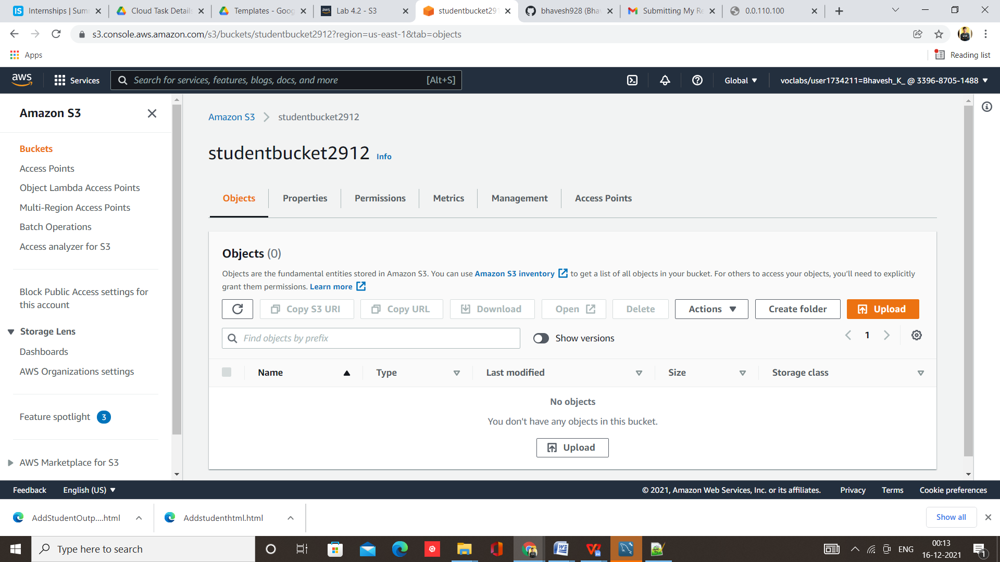 Internships | Sum
Cloud Task Details
Templates - Goog
Lab 4.2 - S3
studentbucket291
bhavesh928 (Bhav
Submitting My Re
0.0.110.100
s3.console.aws.amazon.com/s3/buckets/studentbucket2912?region=us-east-1&tab=objects
Apps
Reading list
aws
Services
Search for services, features, blogs, docs, and more
[Alt+S]
Global
voclabs/user1734211=Bhavesh_K_ @ 3396-8705-1488
Amazon S3
Buckets
Access Points
Object Lambda Access Points
Multi-Region Access Points
Batch Operations
Access analyzer for S3
Block Public Access settings for
this account
Storage Lens
Dashboards
AWS Organizations settings
Feature spotlight 3
AWS Marketplace for S3
Amazon S3 studentbucket2912
studentbucket2912 Info
Objects
Properties
Permissions
Metrics
Management
Access Points
Objects (0)
Objects are the fundamental entities stored in Amazon S3. You can use Amazon S3 inventory to get a list of all objects in your bucket. For others to access your objects, you'll need to explicitly
grant them permissions. Learn more
Copy S3 URI
Copy URL
Download
Open
Delete
Actions
Create folder
Upload
Find objects by prefix
Show versions
1
Name
Type
Last modified
Size
Storage class
No objects
You don't have any objects in this bucket.
Upload
Feedback
English (US)
© 2021, Amazon Web Services, Inc. or its affiliates.
Privacy
Terms
Cookie preferences
AddStudentOutp....html
Addstudenthtml.html
Show all
Type here to search
ENG
00:13
16-12-2021
1